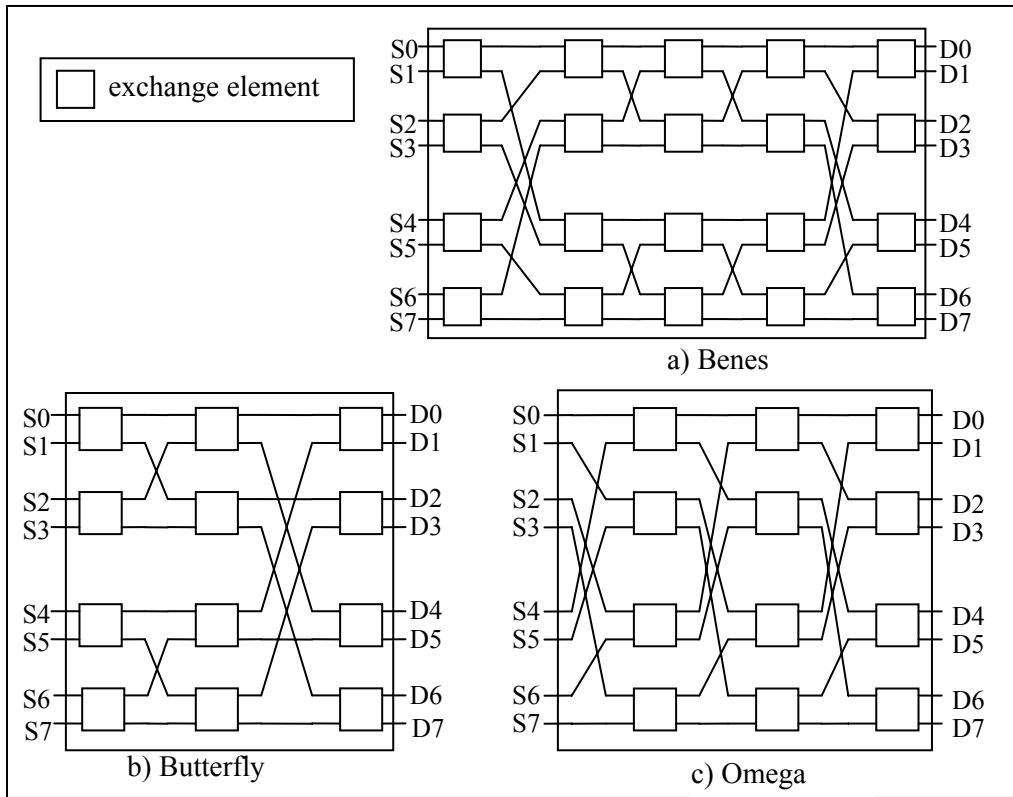 exchange element
S0
S1
S2
S3
S4
S5
S6
S7
D0
D1
D2
D3
D4
D5
D6
D7
a) Benes
S0
S1
S2
S3
S4
S5
S6
S7
D0
D1
D2
D3
D4
D5
D6
D7
b) Butterfly
S0
S1
S2
S3
S4
S5
S6
S7
D0
D1
D2
D3
D4
D5
D6
D7
c) Omega